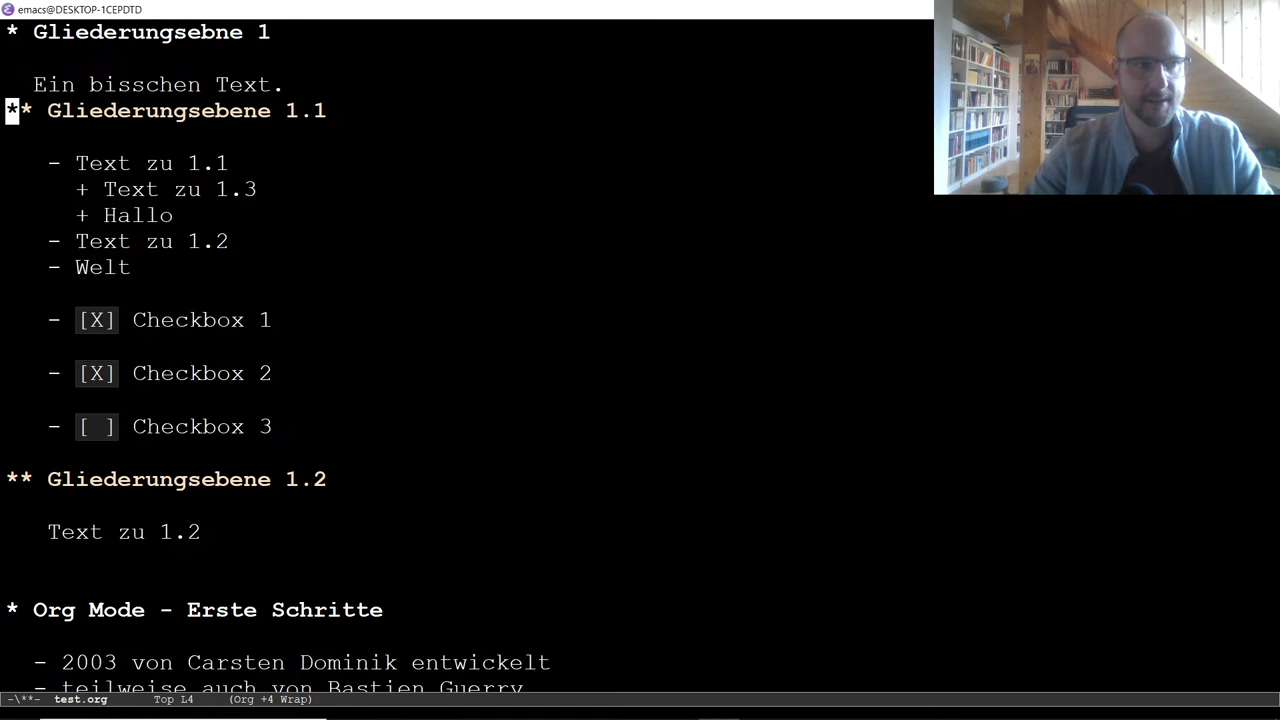 emacs@DESKTOP-1CEPDTD
* Gliederungsebne 1
Ein bisschen Text.
** Gliederungsebene 1.1
- Text zu 1.1
+ Text zu 1.3
+ Hallo
- Text zu 1.2
- Welt
- [X] Checkbox 1
- [X] Checkbox 2
- [ ] Checkbox 3
** Gliederungsebene 1.2
Text zu 1.2
* Org Mode - Erste Schritte
- 2003 von Carsten Dominik entwickelt
- teilweise auch von Bastien Guerry
-\**- test.org Top L4 (Org +4 Wrap)